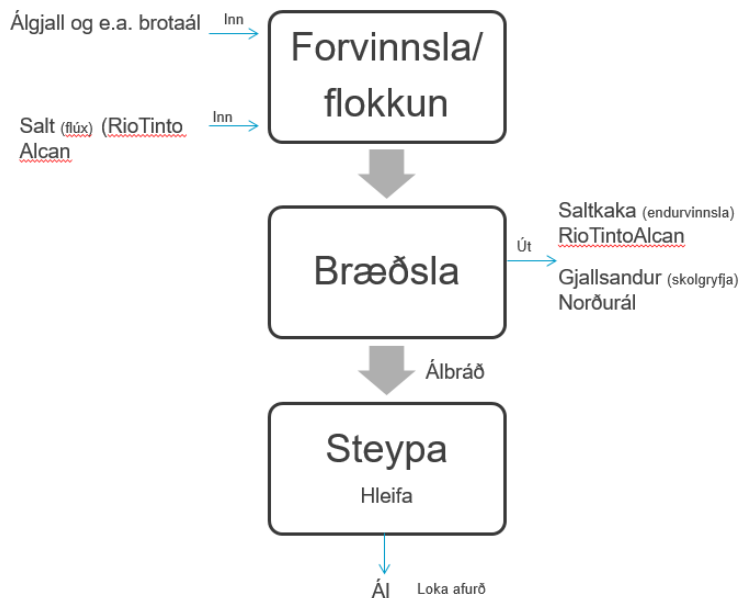 Álgjall og e.a. brotaál
Inn
Forvinnsla/
flokkun
Salt (flúx) (RioTinto
Alcan
Inn
Bræðsla
Út
Saltkaka (endurvinnsla)
RioTintoAlcan
Gjallsandur (skolgryfja)
Norðurál
Álbráð
Steypa
Hleifa
Ál
Loka afurð